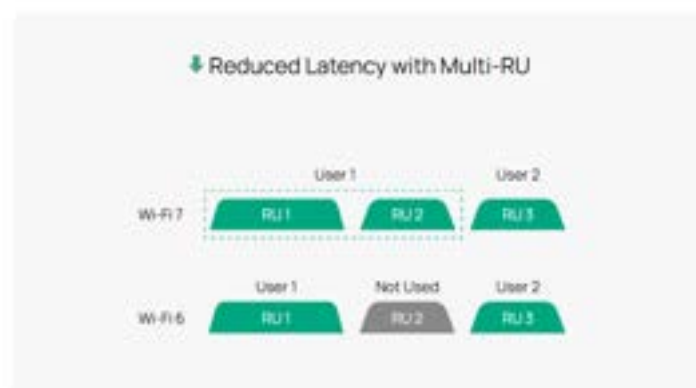 Reduced Latency with Multi-RU
User 1 User 2
Wi-Fi 7 RU 1 RU 2 RU 3
User 1 Not Used User 2
Wi-Fi 6 RU 1 RU 2 RU 3